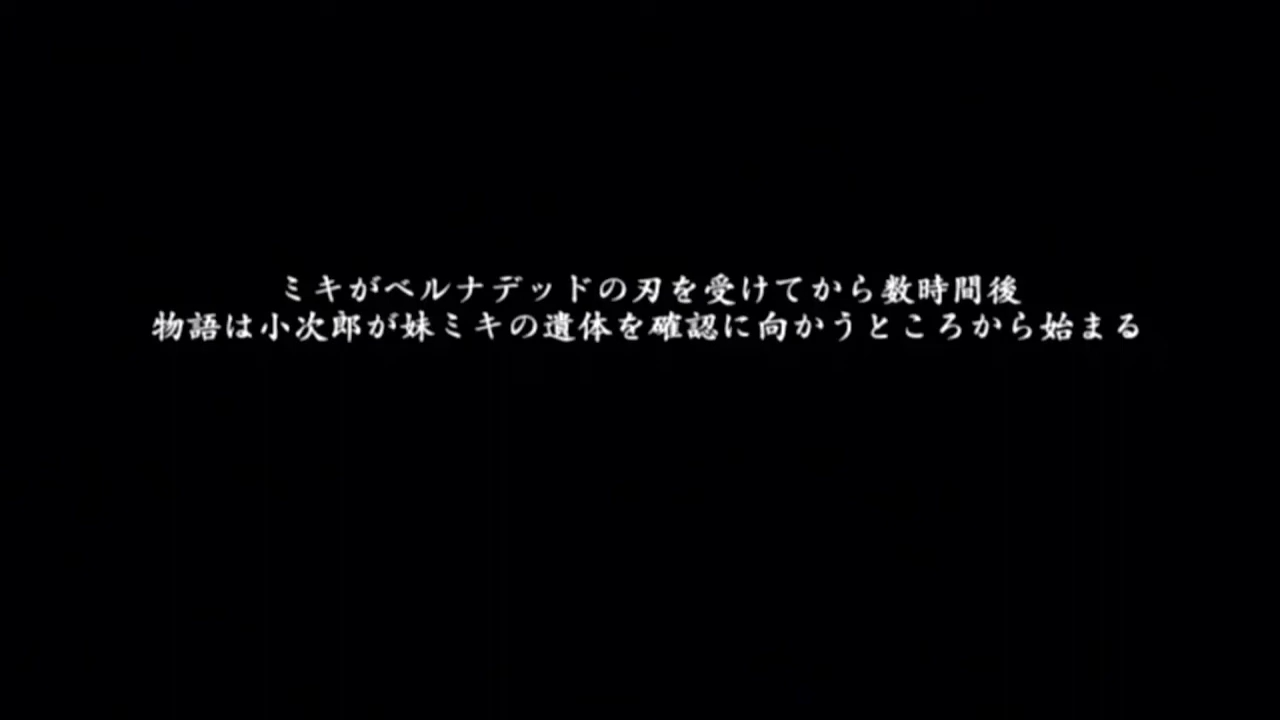 ミキがベルナデッドの刃を受けてから数時間後
物語は小次郎が妹ミキの遺体を確認に向かうところから始まる